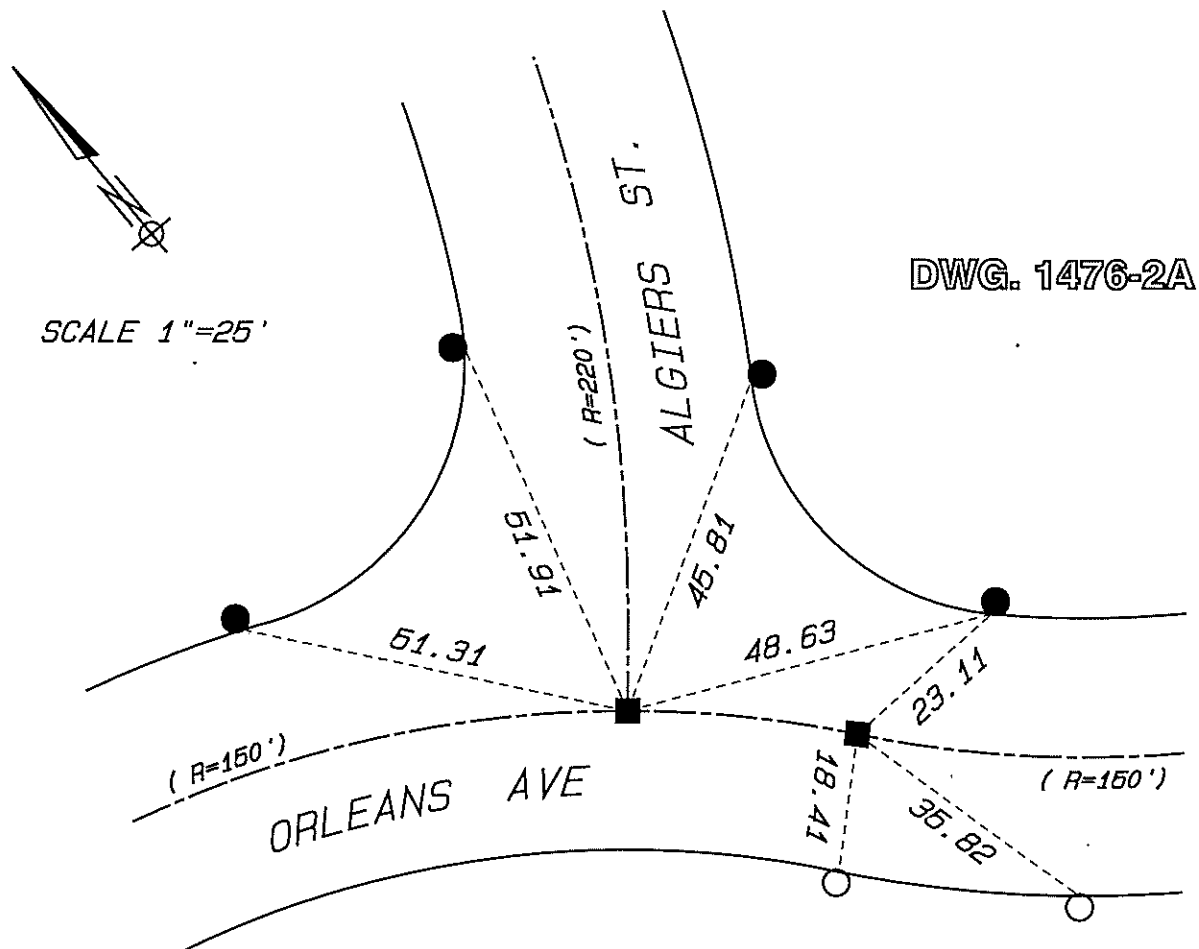 N
SCALE 1"=25'
DWG. 1476-2A
ALGIERS ST.
( R=220')
51.91
45.81
51.31
48.63
23.11
( R=150')
ORLEANS AVE
18.41
35.82
( R=150')